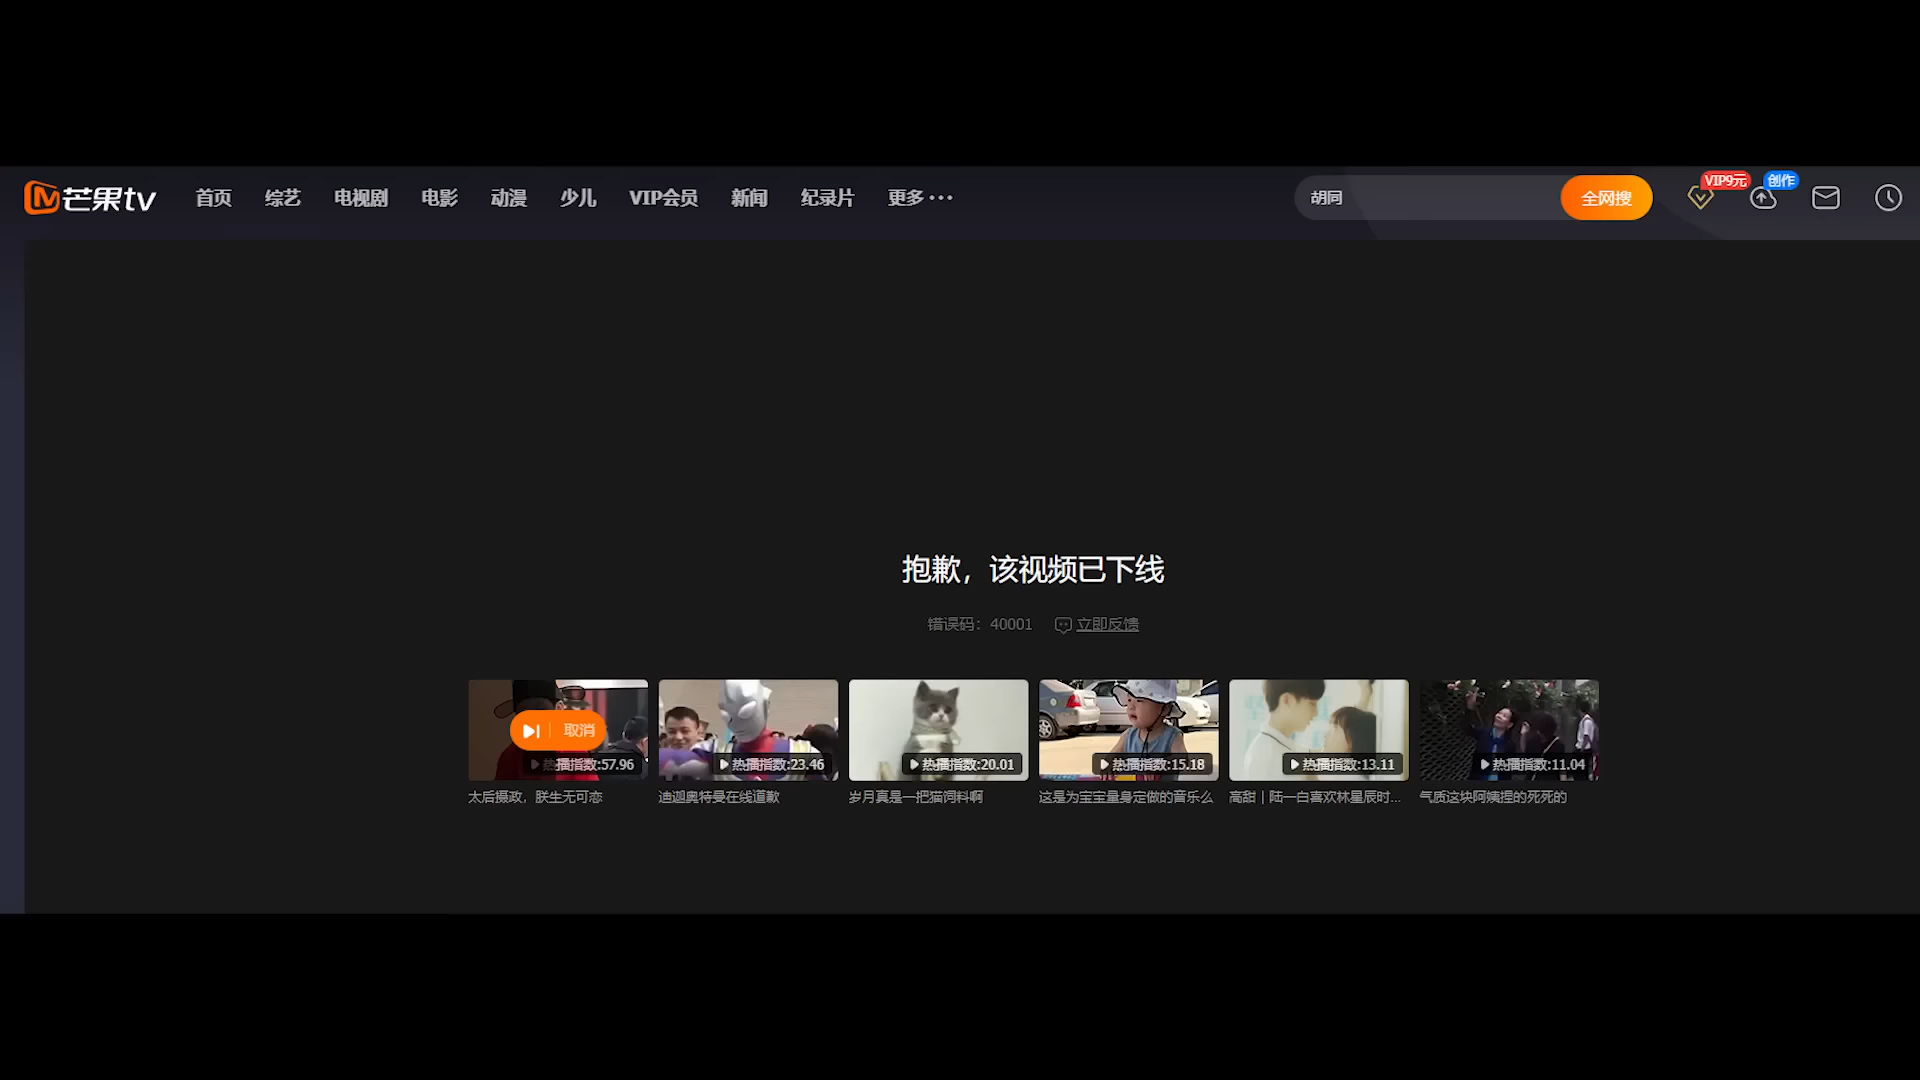 芒果tv 首页 综艺 电视剧 电影 动漫 少儿 VIP会员 新闻 纪录片 更多 ··· 胡同 全网搜 VIP9元 创作
抱歉，该视频已下线
错误码：40001 立即反馈
取消
热播指数:57.96 热播指数:23.46 热播指数:20.01 热播指数:15.18 热播指数:13.11 热播指数:11.04
太后摄政，朕生无可恋 迪迦奥特曼在线道歉 岁月真是一把猫饲料啊 这是为宝宝量身定做的音乐么 高甜｜陆一白喜欢林星辰时... 气质这块阿姨捏的死死的